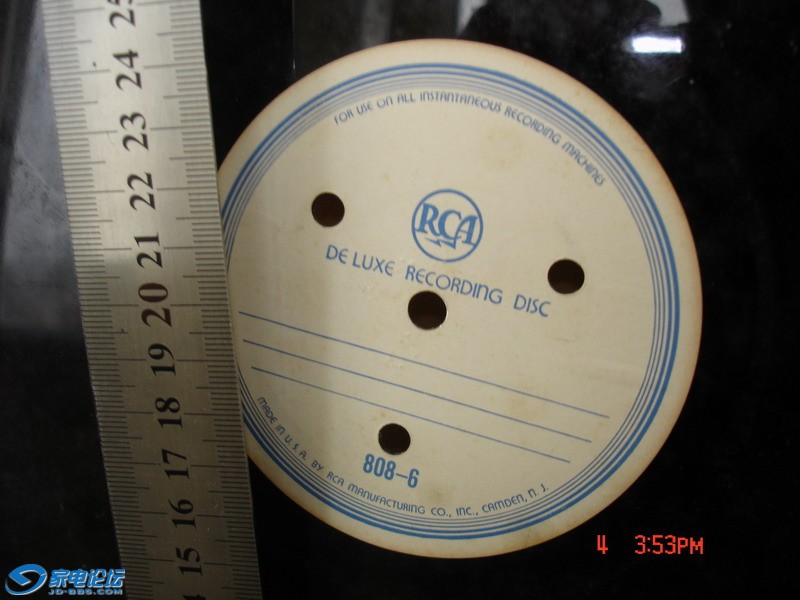 25
24
23
22
21
20
19
18
17
16
15
FOR USE ON ALL INSTANTANEOUS RECORDING MACHINES
RCA
DE LUXE RECORDING DISC
808-6
MADE IN U.S.A. BY RCA MANUFACTURING CO., INC., CAMDEN, N. J.
4 3:53PM
家电论坛
JD-BBS.COM